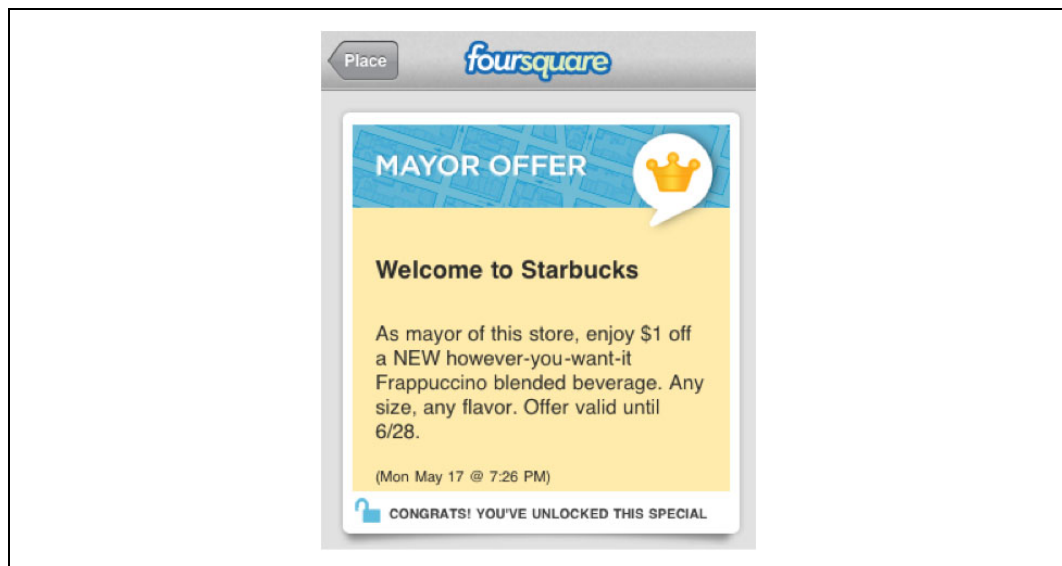 Place
foursquare
MAYOR OFFER
Welcome to Starbucks
As mayor of this store, enjoy $1 off
a NEW however-you-want-it
Frappuccino blended beverage. Any
size, any flavor. Offer valid until
6/28.
(Mon May 17 @ 7:26 PM)
CONGRATS! YOU'VE UNLOCKED THIS SPECIAL